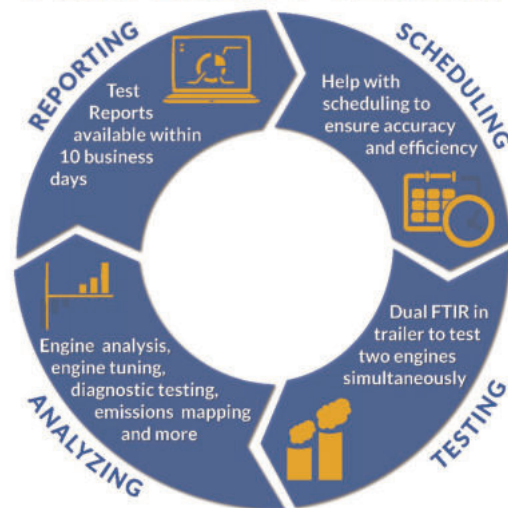 SCHEDULING
Help with
scheduling to
ensure accuracy
and efficiency
TESTING
Dual FTIR in
trailer to test
two engines
simultaneously
ANALYZING
Engine analysis,
engine tuning,
diagnostic testing,
emissions mapping
and more
REPORTING
Test
Reports
available within
10 business
days